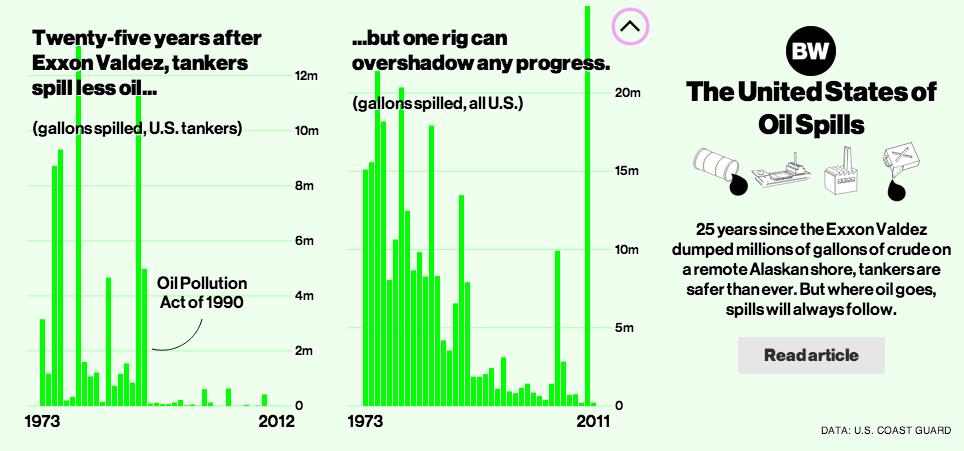 Twenty-five years after
Exxon Valdez, tankers
spill less oil...
(gallons spilled, U.S. tankers)
12m
10m
8m
6m
4m
2m
0
Oil Pollution
Act of 1990
1973
2012
...but one rig can
overshadow any progress.
(gallons spilled, all U.S.)
20m
15m
10m
5m
0
1973
2011
BW
The United States of
Oil Spills
25 years since the Exxon Valdez
dumped millions of gallons of crude on
a remote Alaskan shore, tankers are
safer than ever. But where oil goes,
spills will always follow.
Read article
DATA: U.S. COAST GUARD